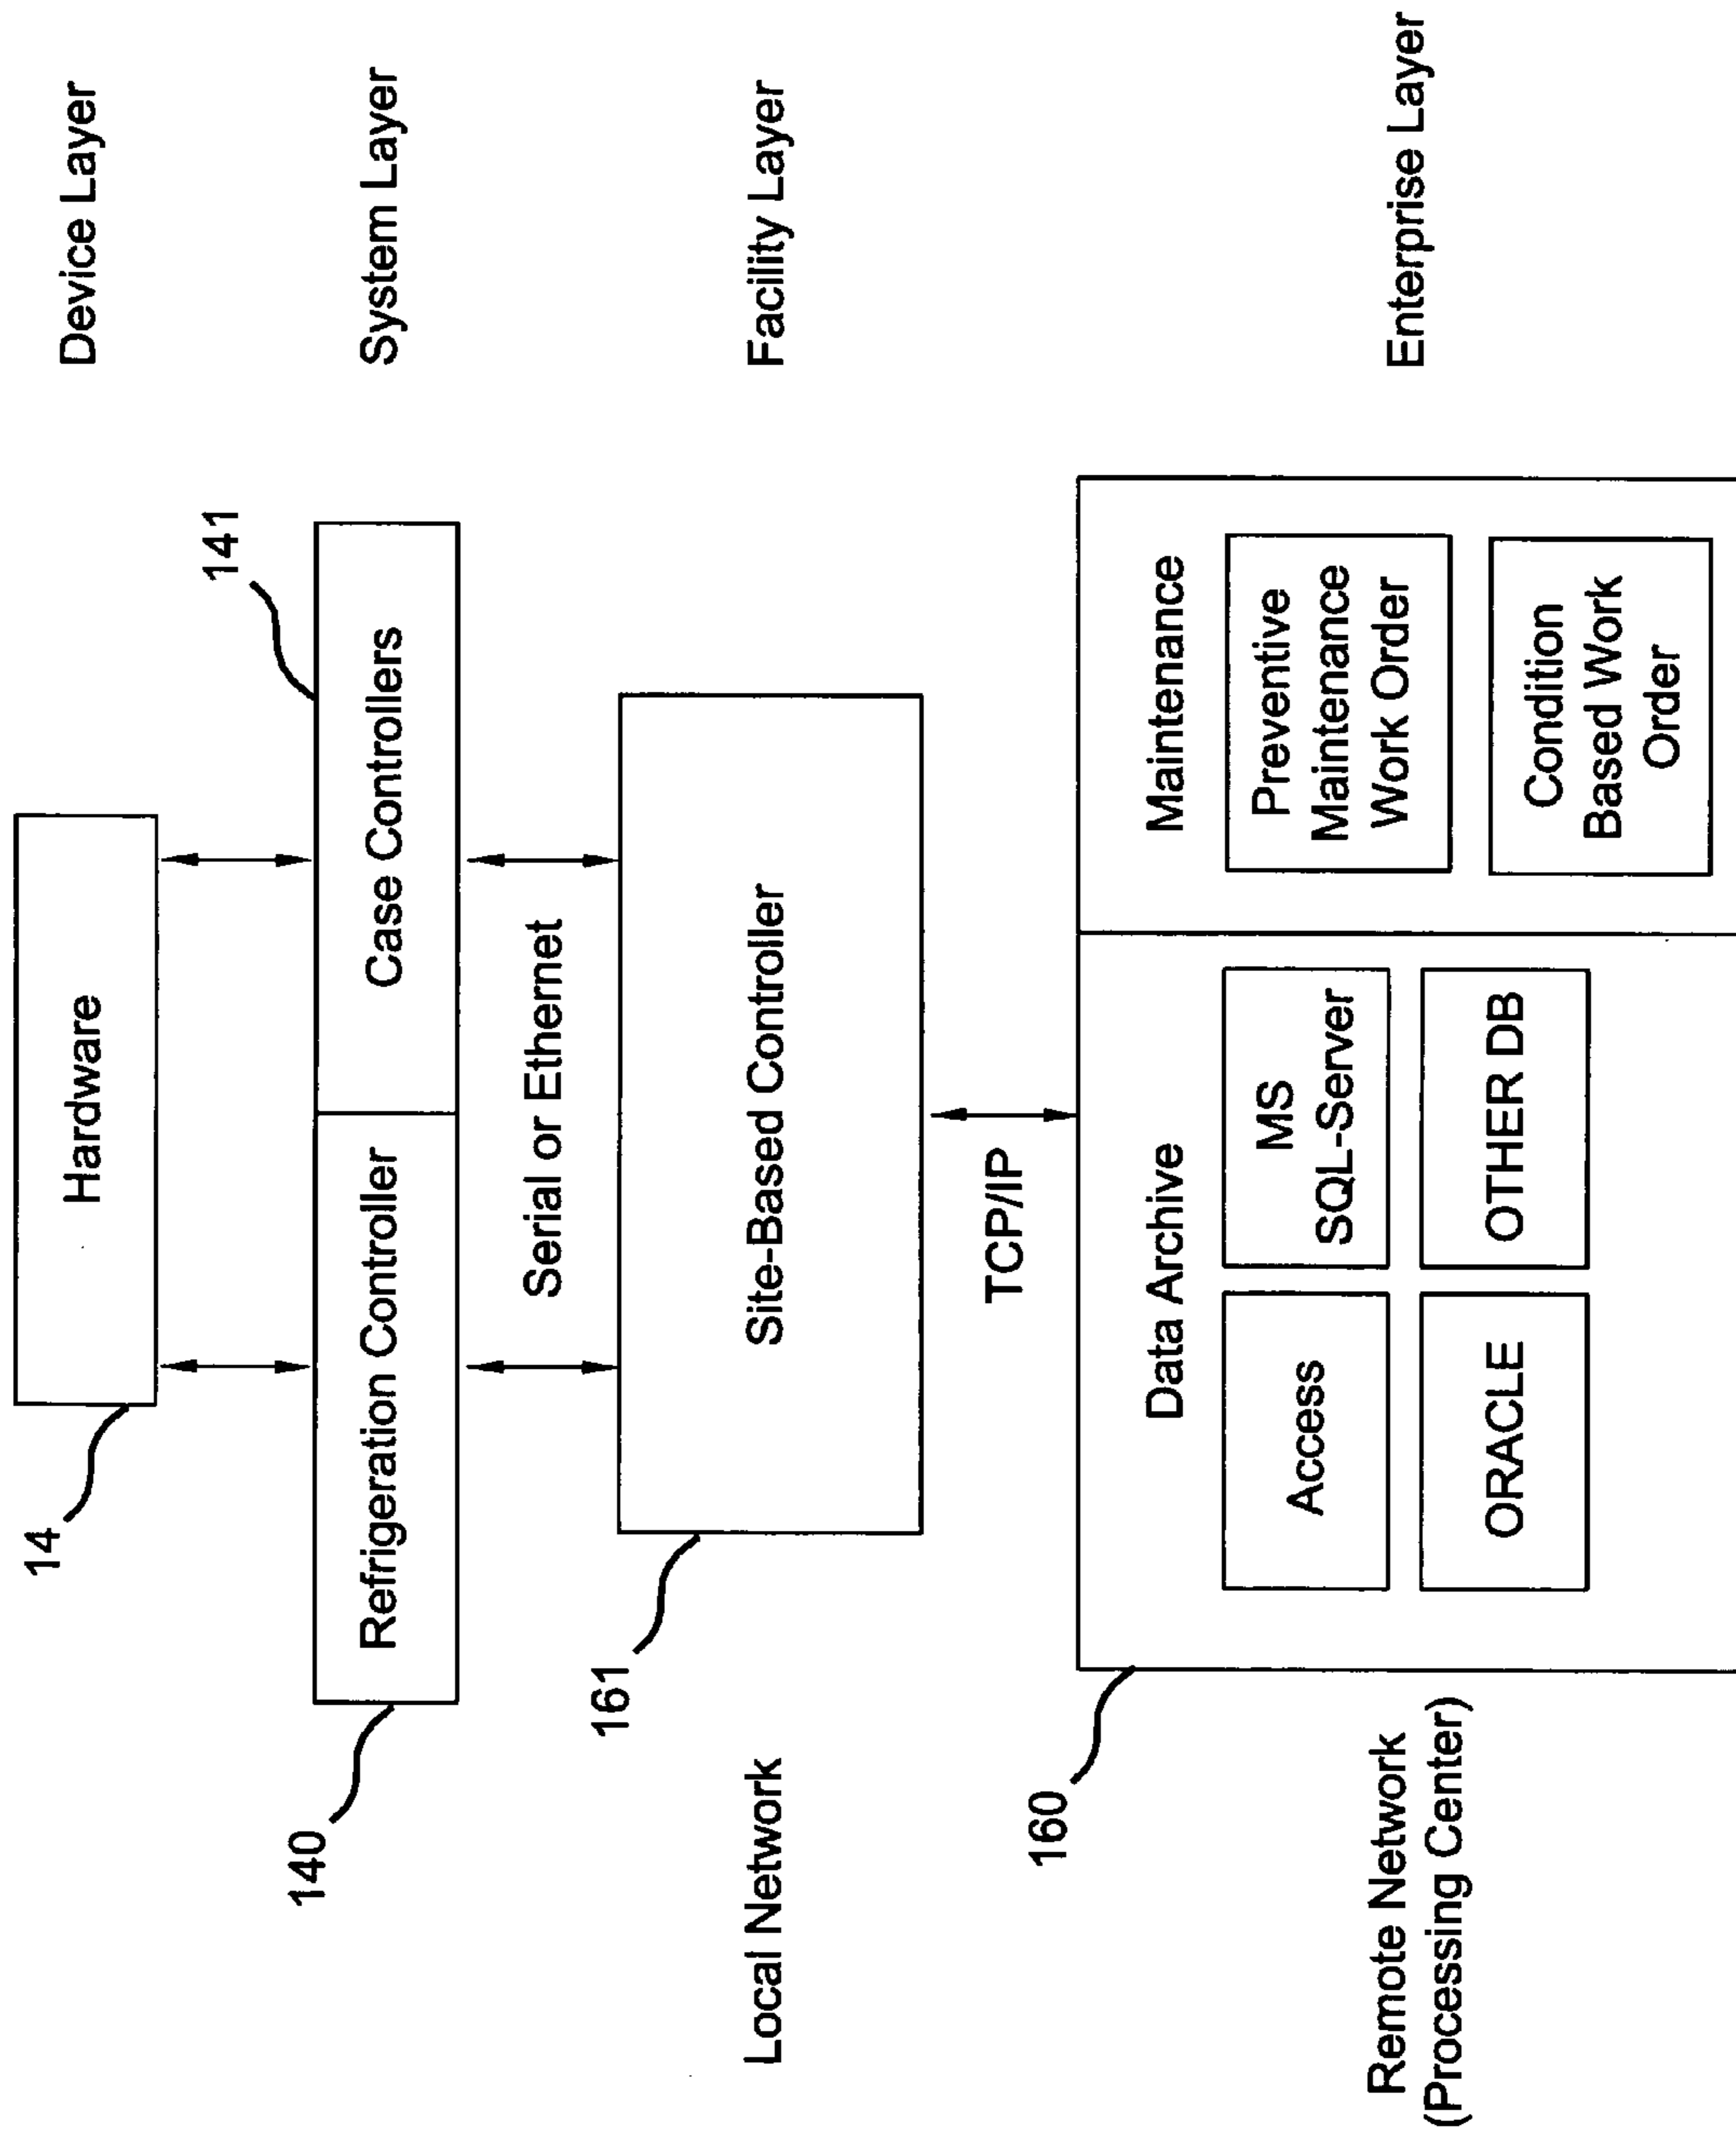 Device Layer
Hardware
14
System Layer
Refrigeration Controller
Case Controllers
140
141
Serial or Ethernet
Facility Layer
Site-Based Controller
161
Local Network
TCP/IP
Enterprise Layer
160
Remote Network
(Processing Center)
Data Archive
Access
MS
SQL-Server
ORACLE
OTHER DB
Maintenance
Preventive
Maintenance
Work Order
Condition
Based Work
Order